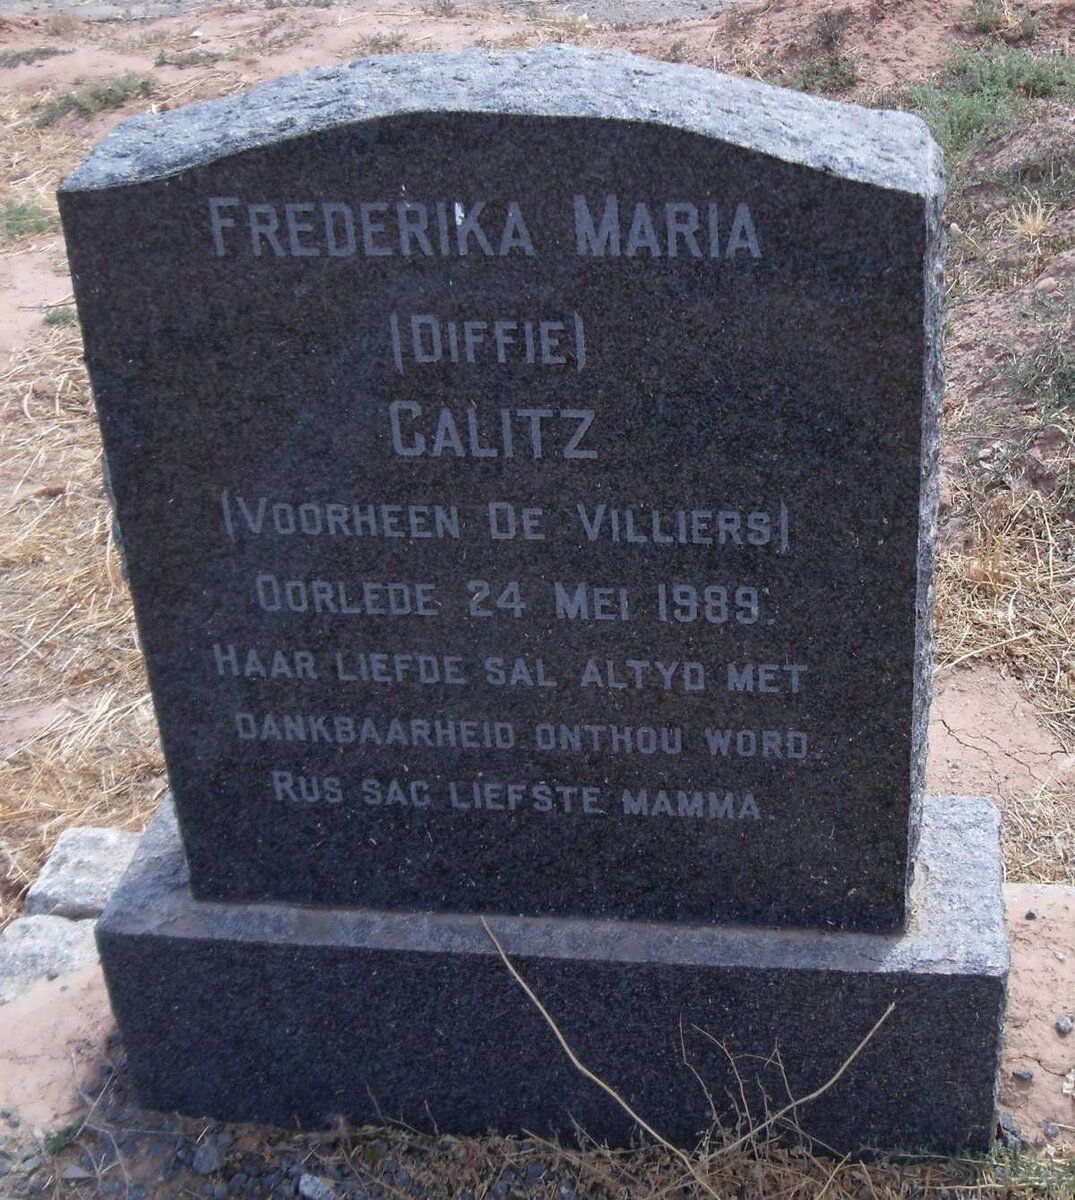 FREDERIKA MARIA
(DIFFIE)
CALITZ
(VOORHEEN DE VILLIERS)
OORLEDE 24 MEI 1989.
HAAR LIEFDE SAL ALTYD MET
DANKBAARHEID ONTHOU WORD.
RUS SAG LIEFSTE MAMMA.